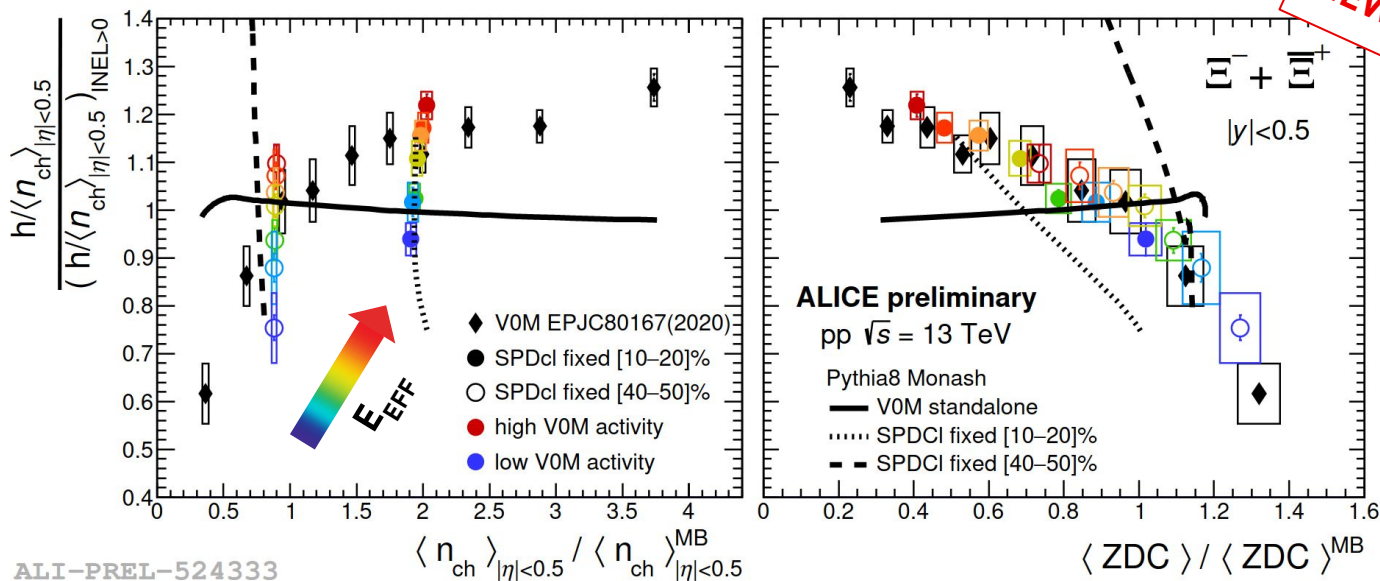 h/⟨n_ch⟩_|η|<0.5
(h/⟨n_ch⟩_|η|<0.5)_INEL>0
1.4
1.3
1.2
1.1
1
0.9
0.8
0.7
0.6
0.5
0.4
0 0.5 1 1.5 2 2.5 3 3.5 4
⟨n_ch⟩_|η|<0.5 / ⟨n_ch⟩^MB_|η|<0.5
E_EFF
V0M EPJC80167(2020)
SPDcl fixed [10–20]%
SPDcl fixed [40–50]%
high V0M activity
low V0M activity
Ξ⁻ + Ξ̅⁺
|y|<0.5
ALICE preliminary
pp √s = 13 TeV
Pythia8 Monash
V0M standalone
SPDCl fixed [10–20]%
SPDCl fixed [40–50]%
0 0.2 0.4 0.6 0.8 1 1.2 1.4 1.6
⟨ZDC⟩/⟨ZDC⟩^MB
ALI-PREL-524333